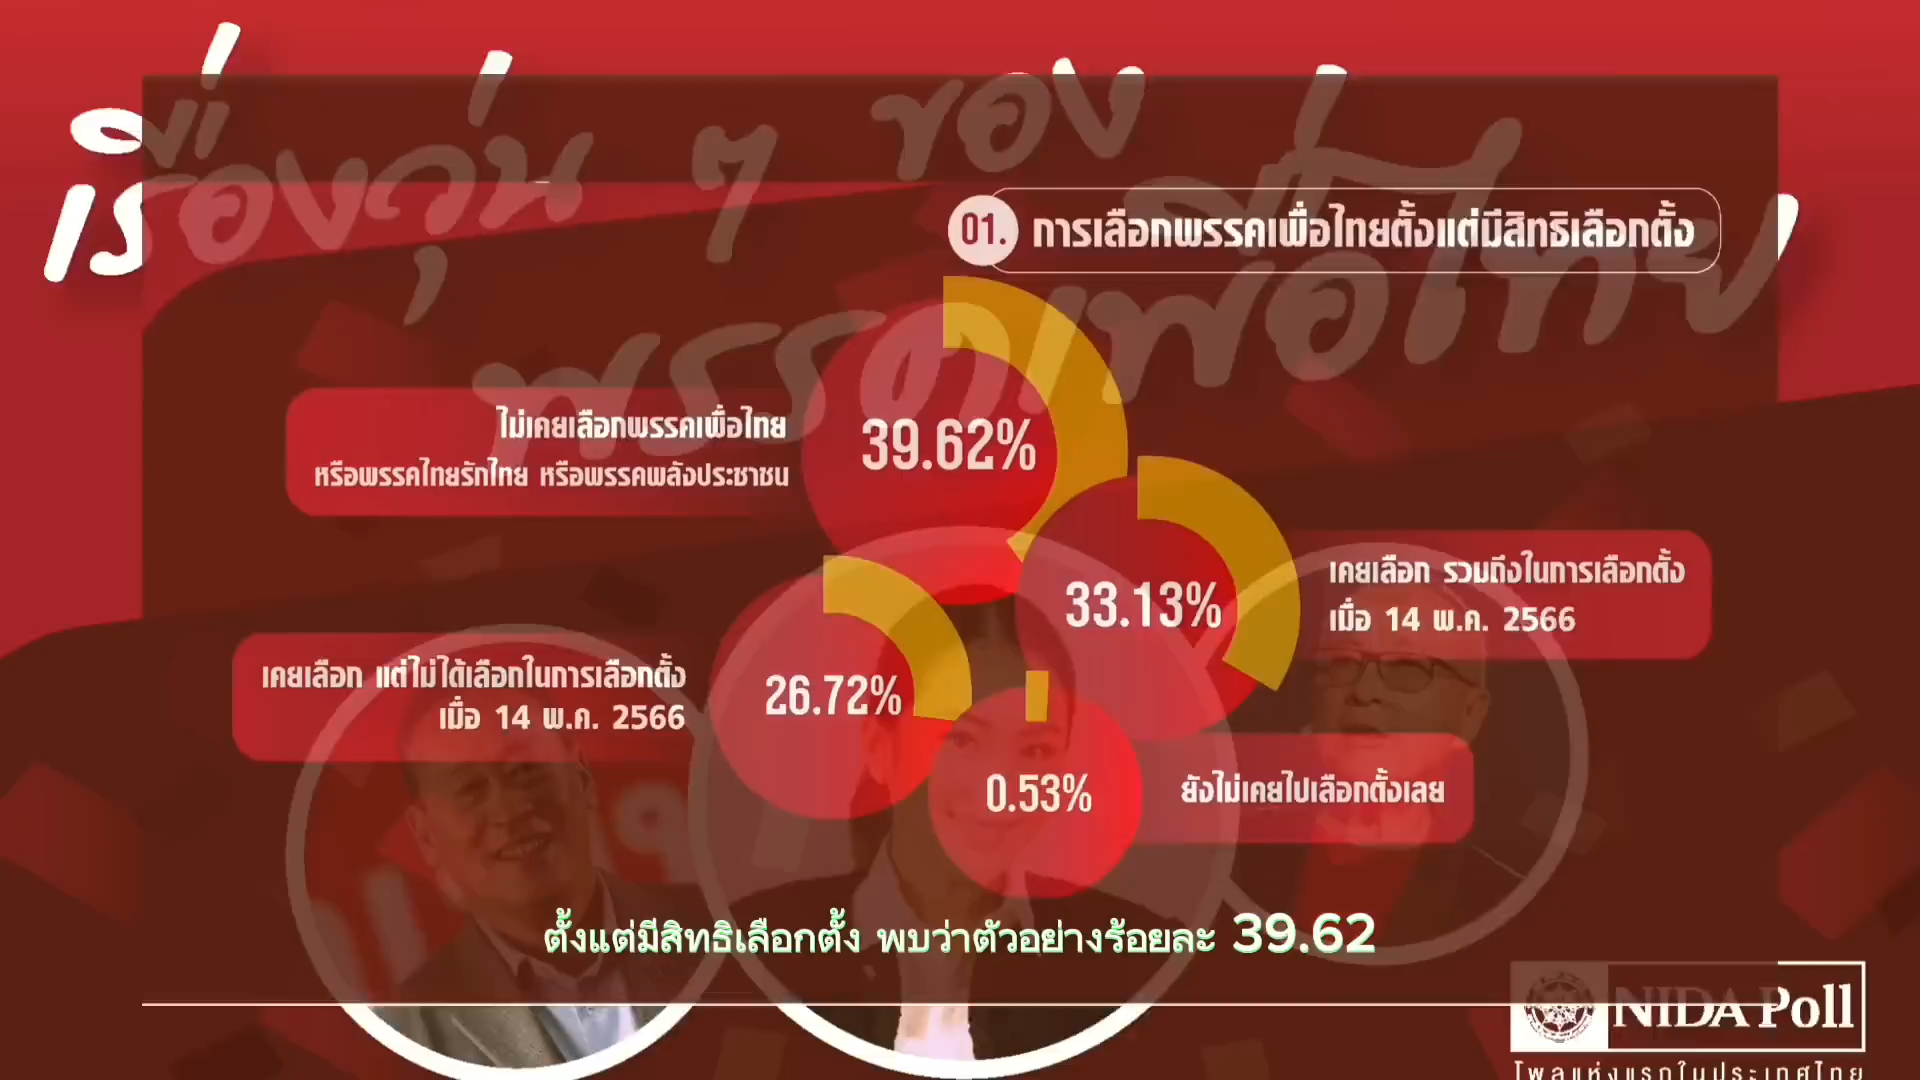 เรื่องวุ่น ๆ ของ
พรรคเพื่อไทย
01. การเลือกพรรคเพื่อไทยตั้งแต่มีสิทธิเลือกตั้ง
ไม่เคยเลือกพรรคเพื่อไทย
หรือพรรคไทยรักไทย หรือพรรคพลังประชาชน
39.62%
เคยเลือก รวมถึงในการเลือกตั้ง
เมื่อ 14 พ.ค. 2566
33.13%
เคยเลือก แต่ไม่ได้เลือกในการเลือกตั้ง
เมื่อ 14 พ.ค. 2566
26.72%
0.53%
ยังไม่เคยไปเลือกตั้งเลย
ตั้งแต่มีสิทธิเลือกตั้ง พบว่าตัวอย่างร้อยละ 39.62
NIDA Poll
โพลแห่งแรกในประเทศไทย